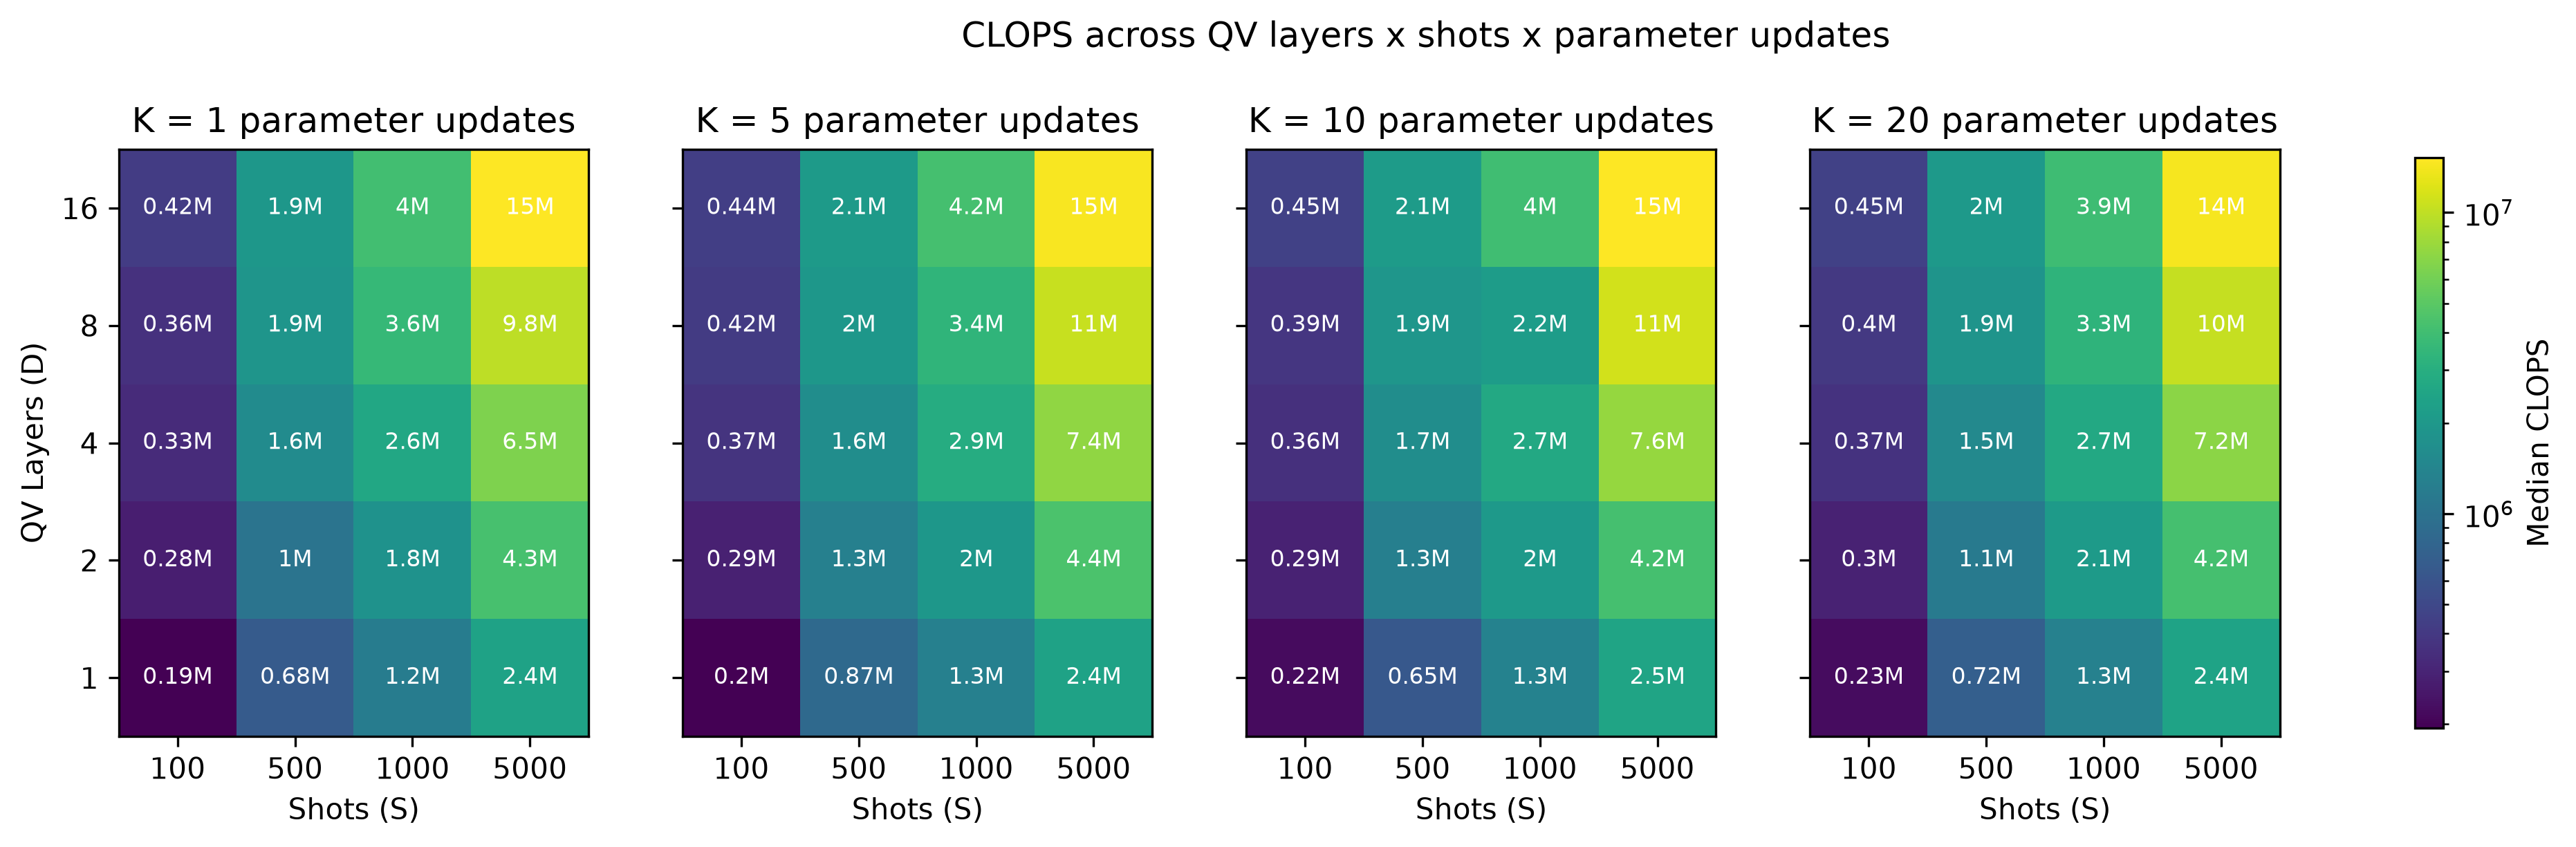 CLOPS across QV layers x shots x parameter updates
K = 1 parameter updates
K = 5 parameter updates
K = 10 parameter updates
K = 20 parameter updates
QV Layers (D)
16
0.42M 1.9M 4M 15M
0.44M 2.1M 4.2M 15M
0.45M 2.1M 4M 15M
0.45M 2M 3.9M 14M
8
0.36M 1.9M 3.6M 9.8M
0.42M 2M 3.4M 11M
0.39M 1.9M 2.2M 11M
0.4M 1.9M 3.3M 10M
4
0.33M 1.6M 2.6M 6.5M
0.37M 1.6M 2.9M 7.4M
0.36M 1.7M 2.7M 7.6M
0.37M 1.5M 2.7M 7.2M
2
0.28M 1M 1.8M 4.3M
0.29M 1.3M 2M 4.4M
0.29M 1.3M 2M 4.2M
0.3M 1.1M 2.1M 4.2M
1
0.19M 0.68M 1.2M 2.4M
0.2M 0.87M 1.3M 2.4M
0.22M 0.65M 1.3M 2.5M
0.23M 0.72M 1.3M 2.4M
100 500 1000 5000
100 500 1000 5000
100 500 1000 5000
100 500 1000 5000
Shots (S)
Shots (S)
Shots (S)
Shots (S)
10⁷
10⁶
Median CLOPS